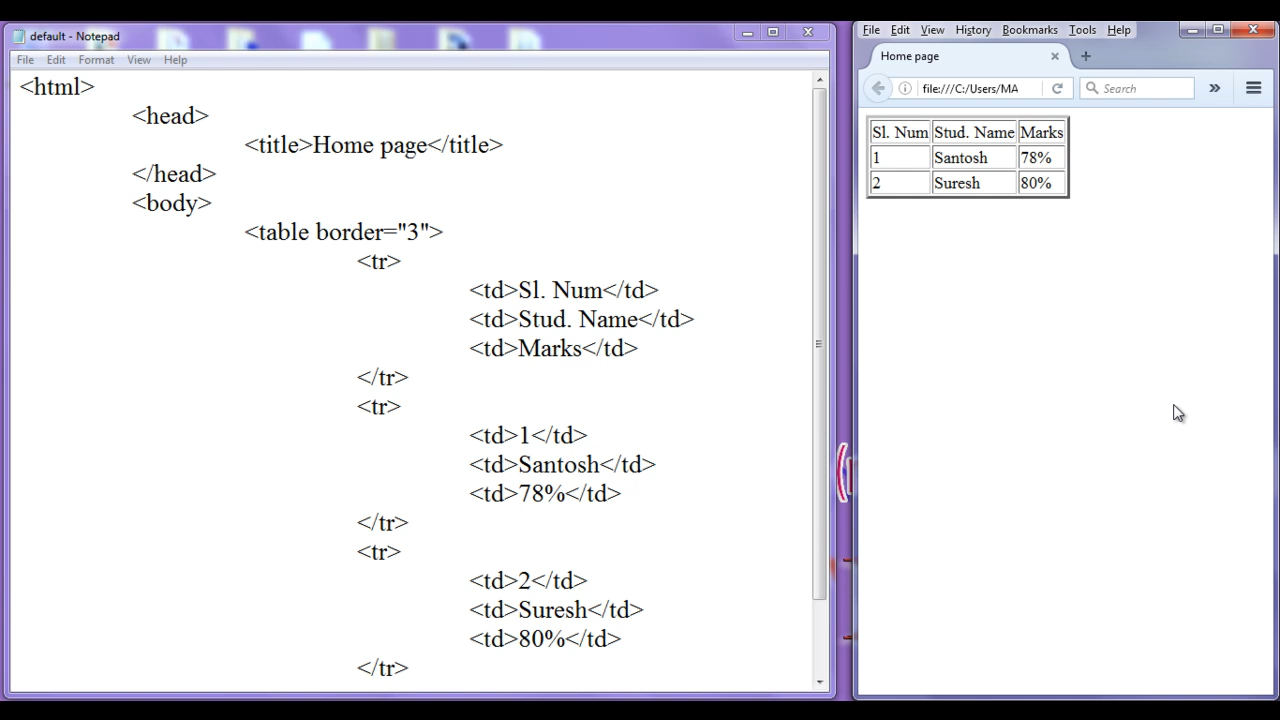 default - Notepad
File Edit Format View Help
<html>
<head>
<title>Home page</title>
</head>
<body>
<table border="3">
<tr>
<td>Sl. Num</td>
<td>Stud. Name</td>
<td>Marks</td>
</tr>
<tr>
<td>1</td>
<td>Santosh</td>
<td>78%</td>
</tr>
<tr>
<td>2</td>
<td>Suresh</td>
<td>80%</td>
</tr>
File Edit View History Bookmarks Tools Help
Home page
file:///C:/Users/MA Search
Sl. Num Stud. Name Marks
1 Santosh 78%
2 Suresh 80%